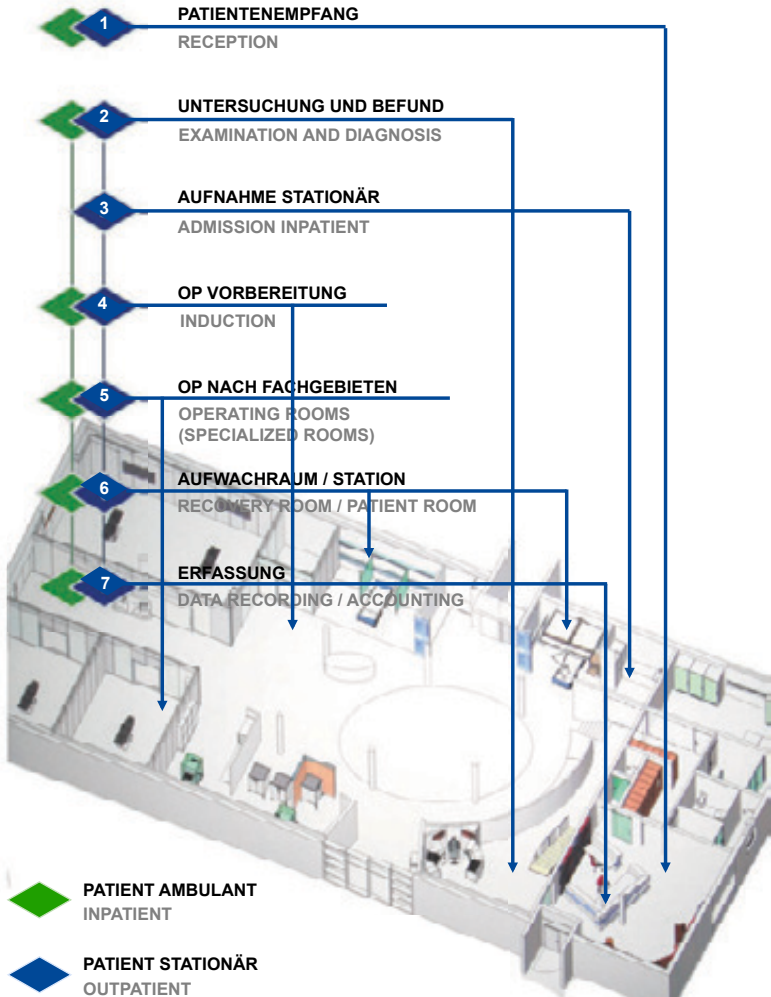 1
PATIENTENEMPFANG
RECEPTION
2
UNTERSUCHUNG UND BEFUND
EXAMINATION AND DIAGNOSIS
3
AUFNAHME STATIONÄR
ADMISSION INPATIENT
4
OP VORBEREITUNG
INDUCTION
5
OP NACH FACHGEBIETEN
OPERATING ROOMS
(SPECIALIZED ROOMS)
6
AUFWACHRAUM / STATION
RECOVERY ROOM / PATIENT ROOM
7
ERFASSUNG
DATA RECORDING / ACCOUNTING
PATIENT AMBULANT
INPATIENT
PATIENT STATIONÄR
OUTPATIENT